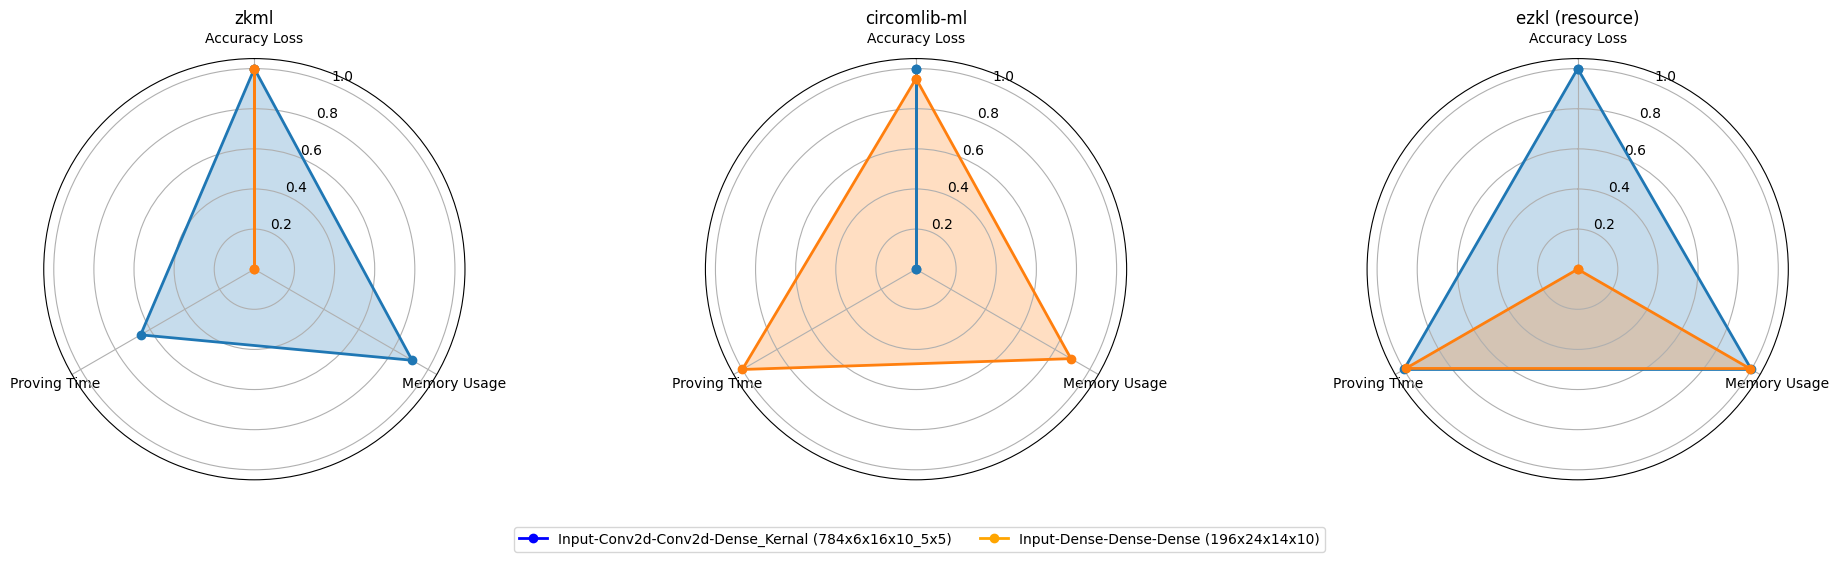 zkml
Accuracy Loss
1.0
0.8
0.6
0.4
0.2
Proving Time
Memory Usage
circomlib-ml
Accuracy Loss
1.0
0.8
0.6
0.4
0.2
Proving Time
Memory Usage
ezkl (resource)
Accuracy Loss
1.0
0.8
0.6
0.4
0.2
Proving Time
Memory Usage
Input-Conv2d-Conv2d-Dense_Kernal (784x6x16x10_5x5)
Input-Dense-Dense-Dense (196x24x14x10)